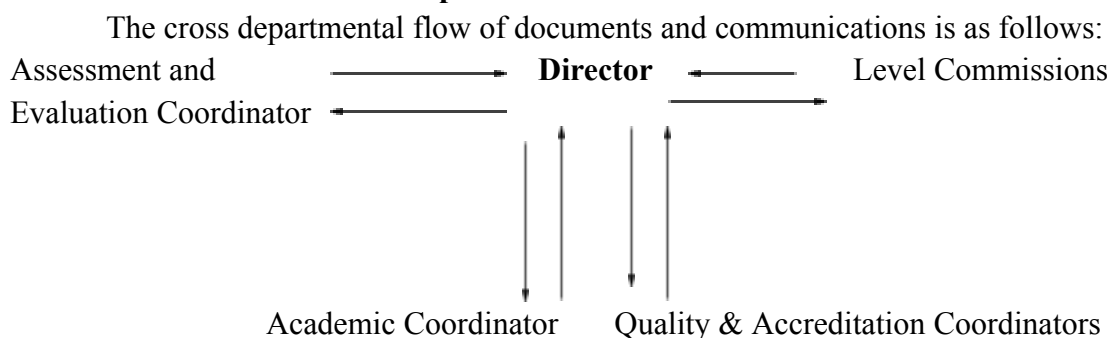 The cross departmental flow of documents and communications is as follows:
Assessment and Director Level Commissions
Evaluation Coordinator
Academic Coordinator Quality & Accreditation Coordinators